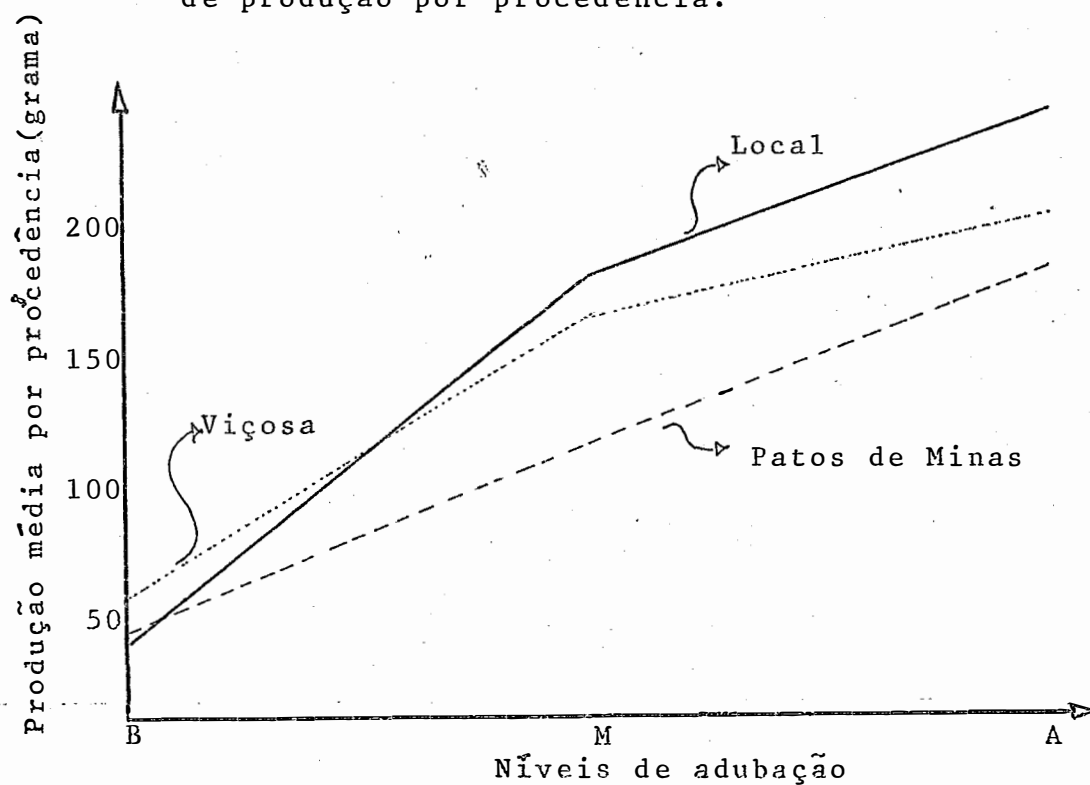 de produção por procedência.
Produção média por procedência(grama)
Local
200
150
Viçosa
Patos de Minas
100
50
B M A
Níveis de adubação